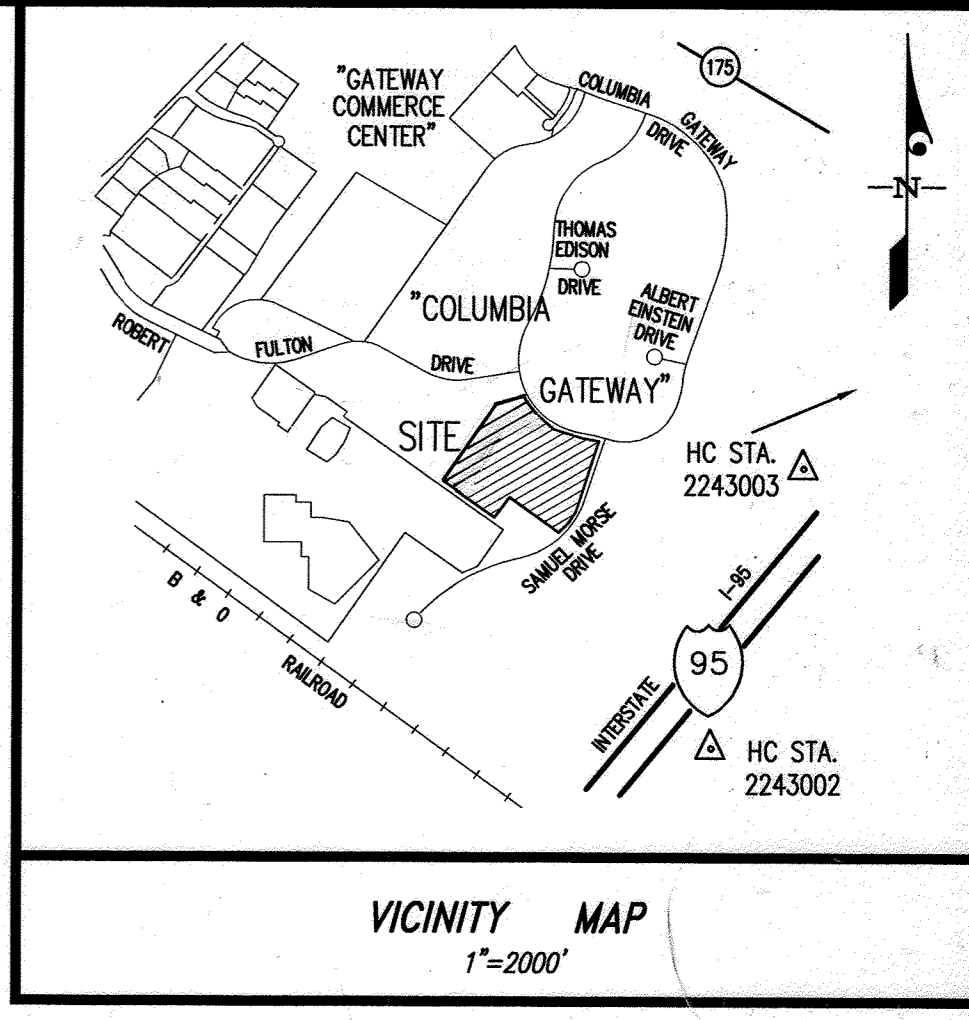 "GATEWAY
COMMERCE
CENTER"
175
COLUMBIA
GATEWAY
DRIVE
N
THOMAS
EDISON
DRIVE
ALBERT
EINSTEIN
DRIVE
"COLUMBIA
GATEWAY"
ROBERT
FULTON
DRIVE
SITE
HC STA.
2243003
SAMUEL MORSE
DRIVE
B & O
RAILROAD
I-95
95
INTERSTATE
HC STA.
2243002
VICINITY MAP
1"=2000'